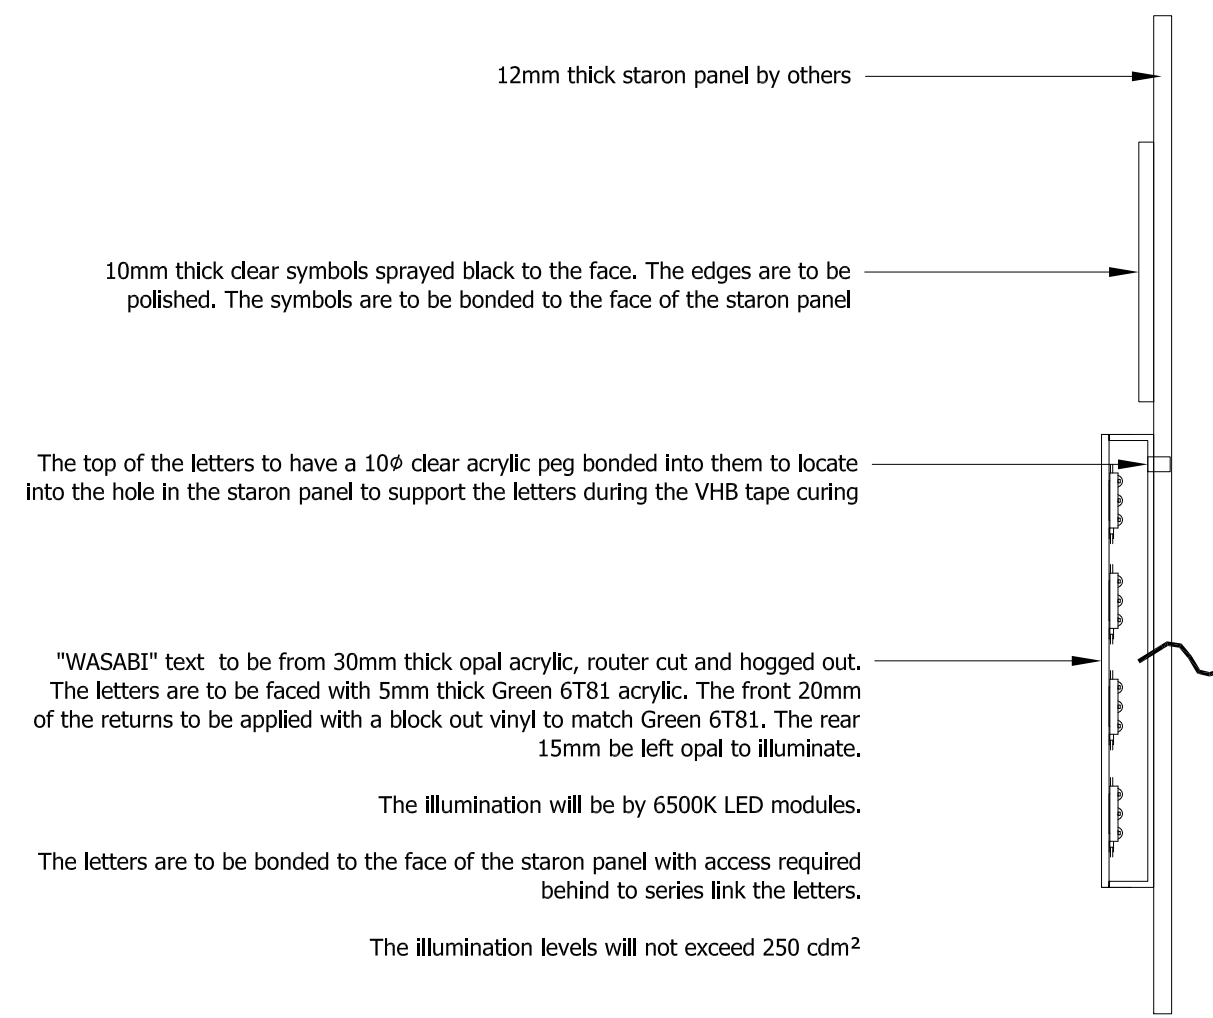 12mm thick staron panel by others
10mm thick clear symbols sprayed black to the face. The edges are to be
polished. The symbols are to be bonded to the face of the staron panel
The top of the letters to have a 10⌀ clear acrylic peg bonded into them to locate
into the hole in the staron panel to support the letters during the VHB tape curing
"WASABI" text to be from 30mm thick opal acrylic, router cut and hogged out.
The letters are to be faced with 5mm thick Green 6T81 acrylic. The front 20mm
of the returns to be applied with a block out vinyl to match Green 6T81. The rear
15mm be left opal to illuminate.
The illumination will be by 6500K LED modules.
The letters are to be bonded to the face of the staron panel with access required
behind to series link the letters.
The illumination levels will not exceed 250 cdm²